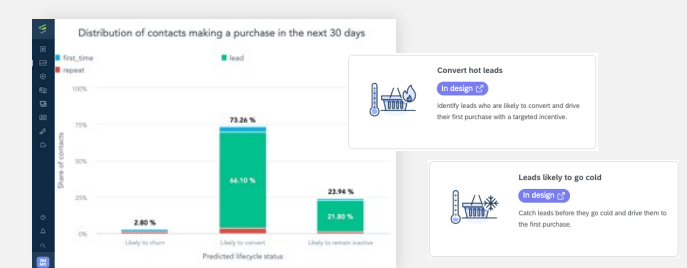 Distribution of contacts making a purchase in the next 30 days
first_time
lead
repeat
100%
75%
50%
25%
0%
Share of contacts
2.80 %
73.26 %
66.10 %
23.94 %
21.80 %
Likely to churn
Likely to convert
Likely to remain inactive
Predicted lifecycle status
Convert hot leads
In design
Identify leads who are likely to convert and drive
their first purchase with a targeted incentive.
Leads likely to go cold
In design
Catch leads before they go cold and drive them to
the first purchase.